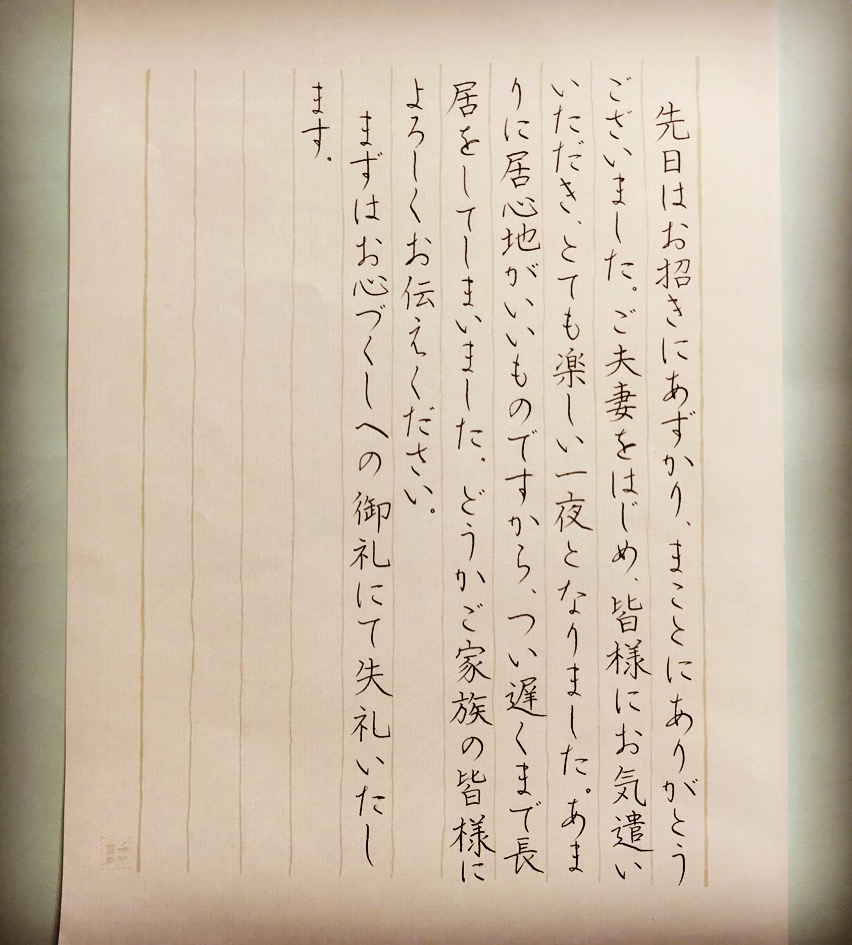 先日はお招きにあずかり、まことにありがとう
ございました。ご夫妻をはじめ、皆様にお気遣い
いただき、とても楽しい一夜となりました。あま
りに居心地がいいものですから、つい遅くまで長
居をしてしまいました。どうかご家族の皆様に
よろしくお伝えください。
まずはお心づくしへの御礼にて失礼いたし
ます。